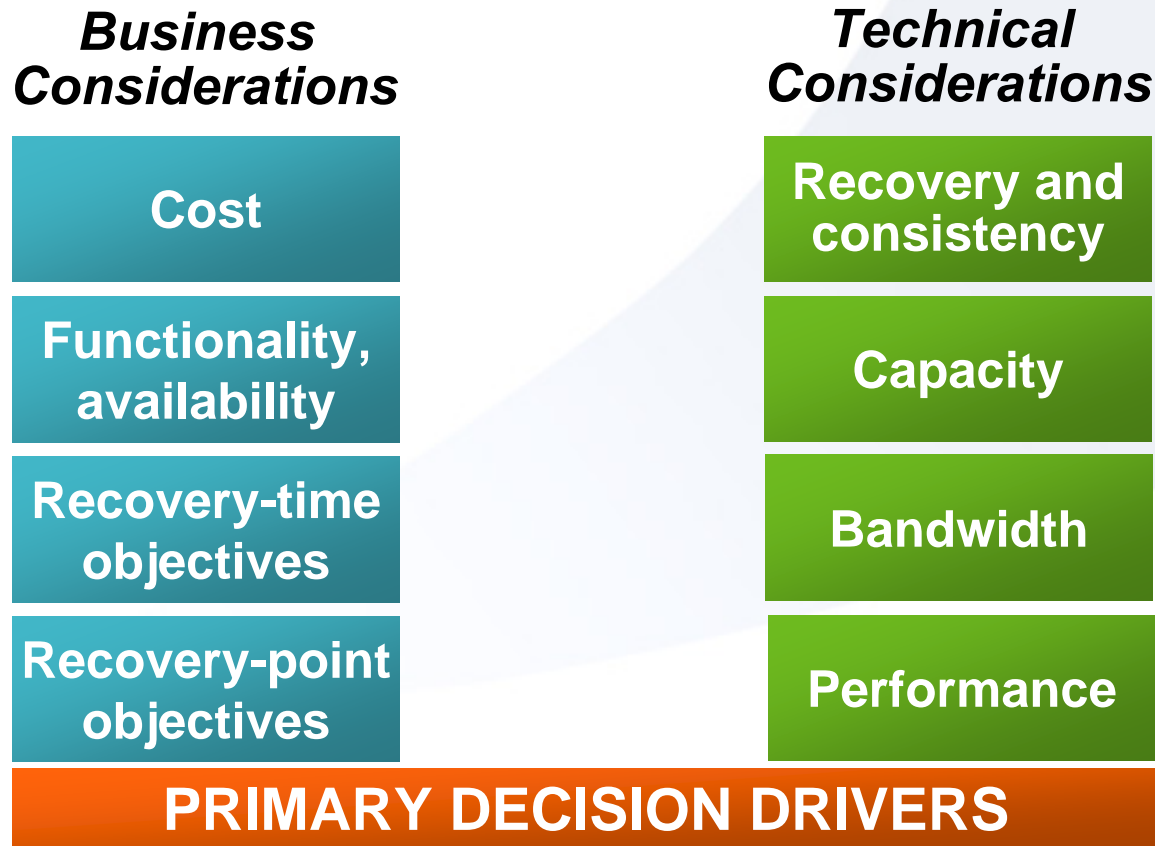 Business
Considerations
Cost
Functionality,
availability
Recovery-time
objectives
Recovery-point
objectives
Technical
Considerations
Recovery and
consistency
Capacity
Bandwidth
Performance
PRIMARY DECISION DRIVERS